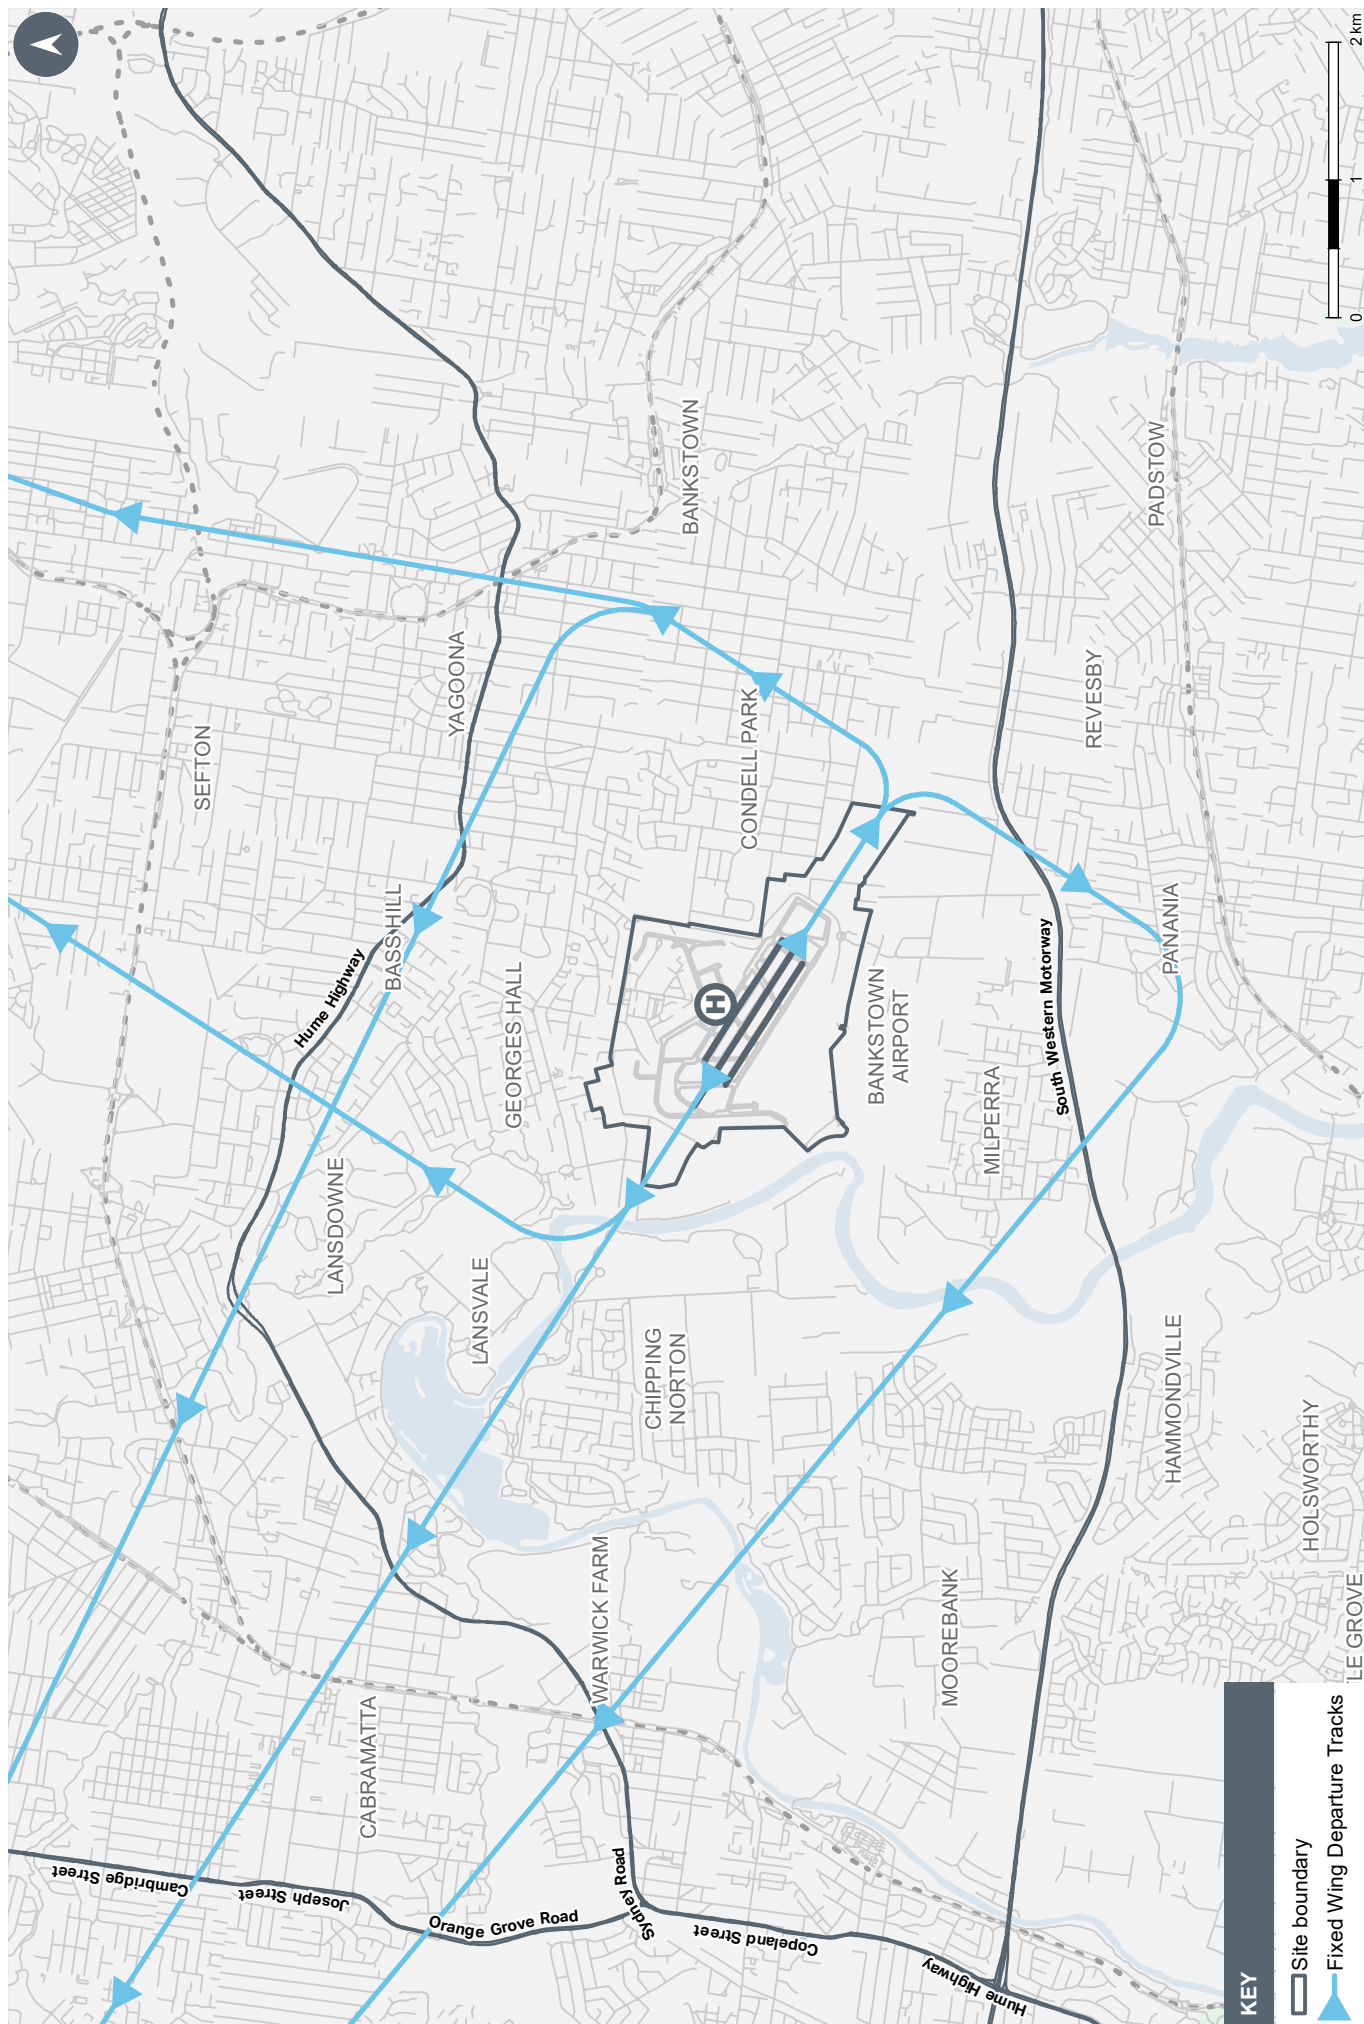 SEFTON
YAGOONA
BANKSTOWN
BASS HILL
Hume Highway
CONDELL PARK
GEORGES HALL
LANSDOWNE
LANSVALE
H
BANKSTOWN
AIRPORT
CHIPPING
NORTON
REVESBY
PADSTOW
PANANIA
MILPERRA
South Western Motorway
WARWICK FARM
CABRAMATTA
MOOREBANK
HAMMONDVILLE
HOLSWORTHY
LE GROVE
Cambridge Street
Joseph Street
Orange Grove Road
Sydney Road
Copeland Street
Hume Highway
0 1 2 km
KEY
Site boundary
Fixed Wing Departure Tracks